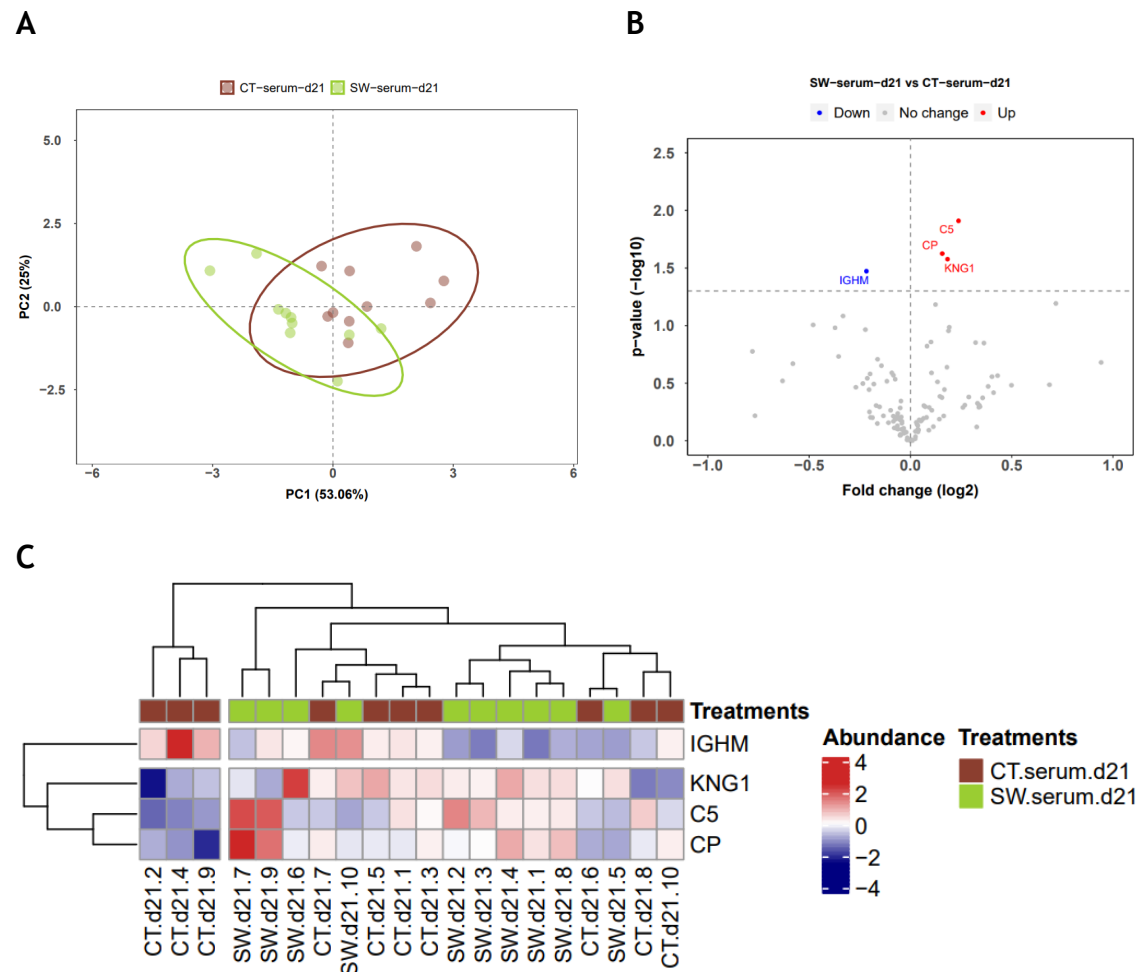 A
CT-serum-d21 SW-serum-d21
5.0
2.5
0.0
-2.5
PC2 (25%)
-6 -3 0 3 6
PC1 (53.06%)
B
SW-serum-d21 vs CT-serum-d21
Down No change Up
2.5
2.0
1.5
1.0
0.5
0.0
p-value (-log10)
C5
CP
KNG1
IGHM
-1.0 -0.5 0.0 0.5 1.0
Fold change (log2)
C
Treatments
IGHM
KNG1
C5
CP
CT.d21.2
CT.d21.4
CT.d21.9
SW.d21.7
SW.d21.9
SW.d21.6
CT.d21.7
SW.d21.10
CT.d21.5
CT.d21.1
CT.d21.3
SW.d21.2
SW.d21.3
SW.d21.4
SW.d21.1
SW.d21.8
CT.d21.6
SW.d21.5
CT.d21.8
CT.d21.10
Abundance
4
2
0
-2
-4
Treatments
CT.serum.d21
SW.serum.d21